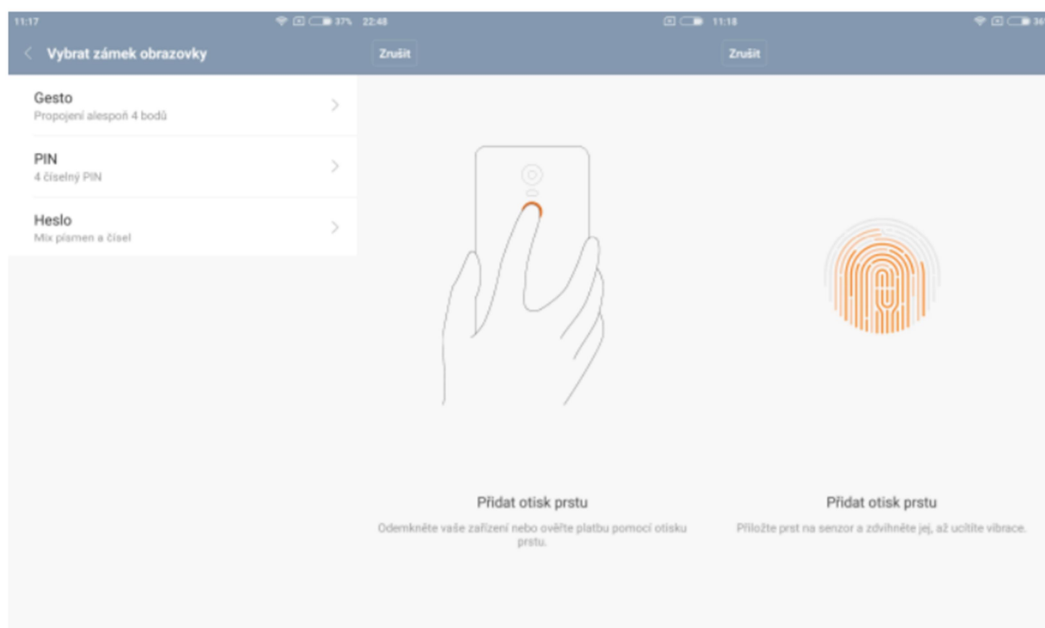 11:17
37%
Vybrat zámek obrazovky
Gesto
Propojení alespoň 4 bodů
PIN
4 číselný PIN
Heslo
Mix písmen a čísel
22:48
Zrušit
Přidat otisk prstu
Odemkněte vaše zařízení nebo ověřte platbu pomocí otisku
prstu.
11:18
36
Zrušit
Přidat otisk prstu
Přiložte prst na senzor a zdvihněte jej, až ucítíte vibrace.